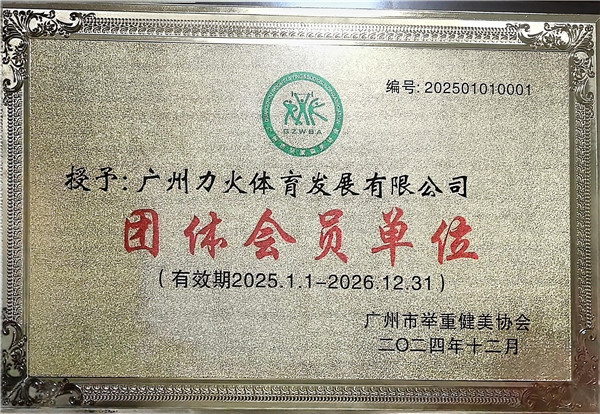 编号: 202501010001
GZWBA
授予: 广州力火体育发展有限公司
团体会员单位
(有效期2025.1.1-2026.12.31)
广州市举重健美协会
二〇二四年十二月